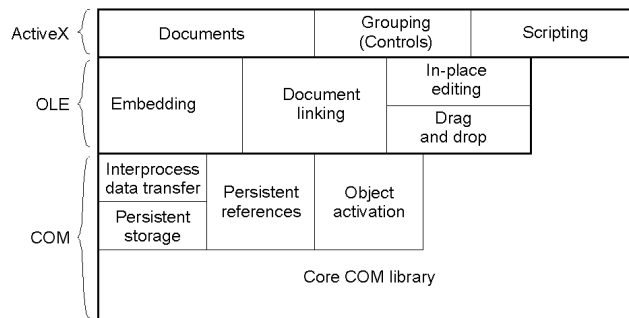 ActiveX
Documents
Grouping
(Controls)
Scripting
OLE
Embedding
Document
linking
In-place
editing
Drag
and drop
COM
Interprocess
data transfer
Persistent
storage
Persistent
references
Object
activation
Core COM library